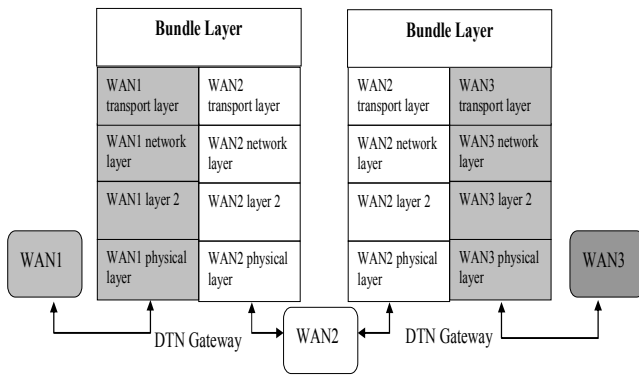 Bundle Layer
WAN1
transport layer
WAN2
transport layer
WAN1 network
layer
WAN2 network
layer
WAN1 layer 2
WAN2 layer 2
WAN1 physical
layer
WAN2 physical
layer
Bundle Layer
WAN2
transport layer
WAN3
transport layer
WAN2 network
layer
WAN3 network
layer
WAN2 layer 2
WAN3 layer 2
WAN2 physical
layer
WAN3 physical
layer
WAN1
WAN3
DTN Gateway
WAN2
DTN Gateway